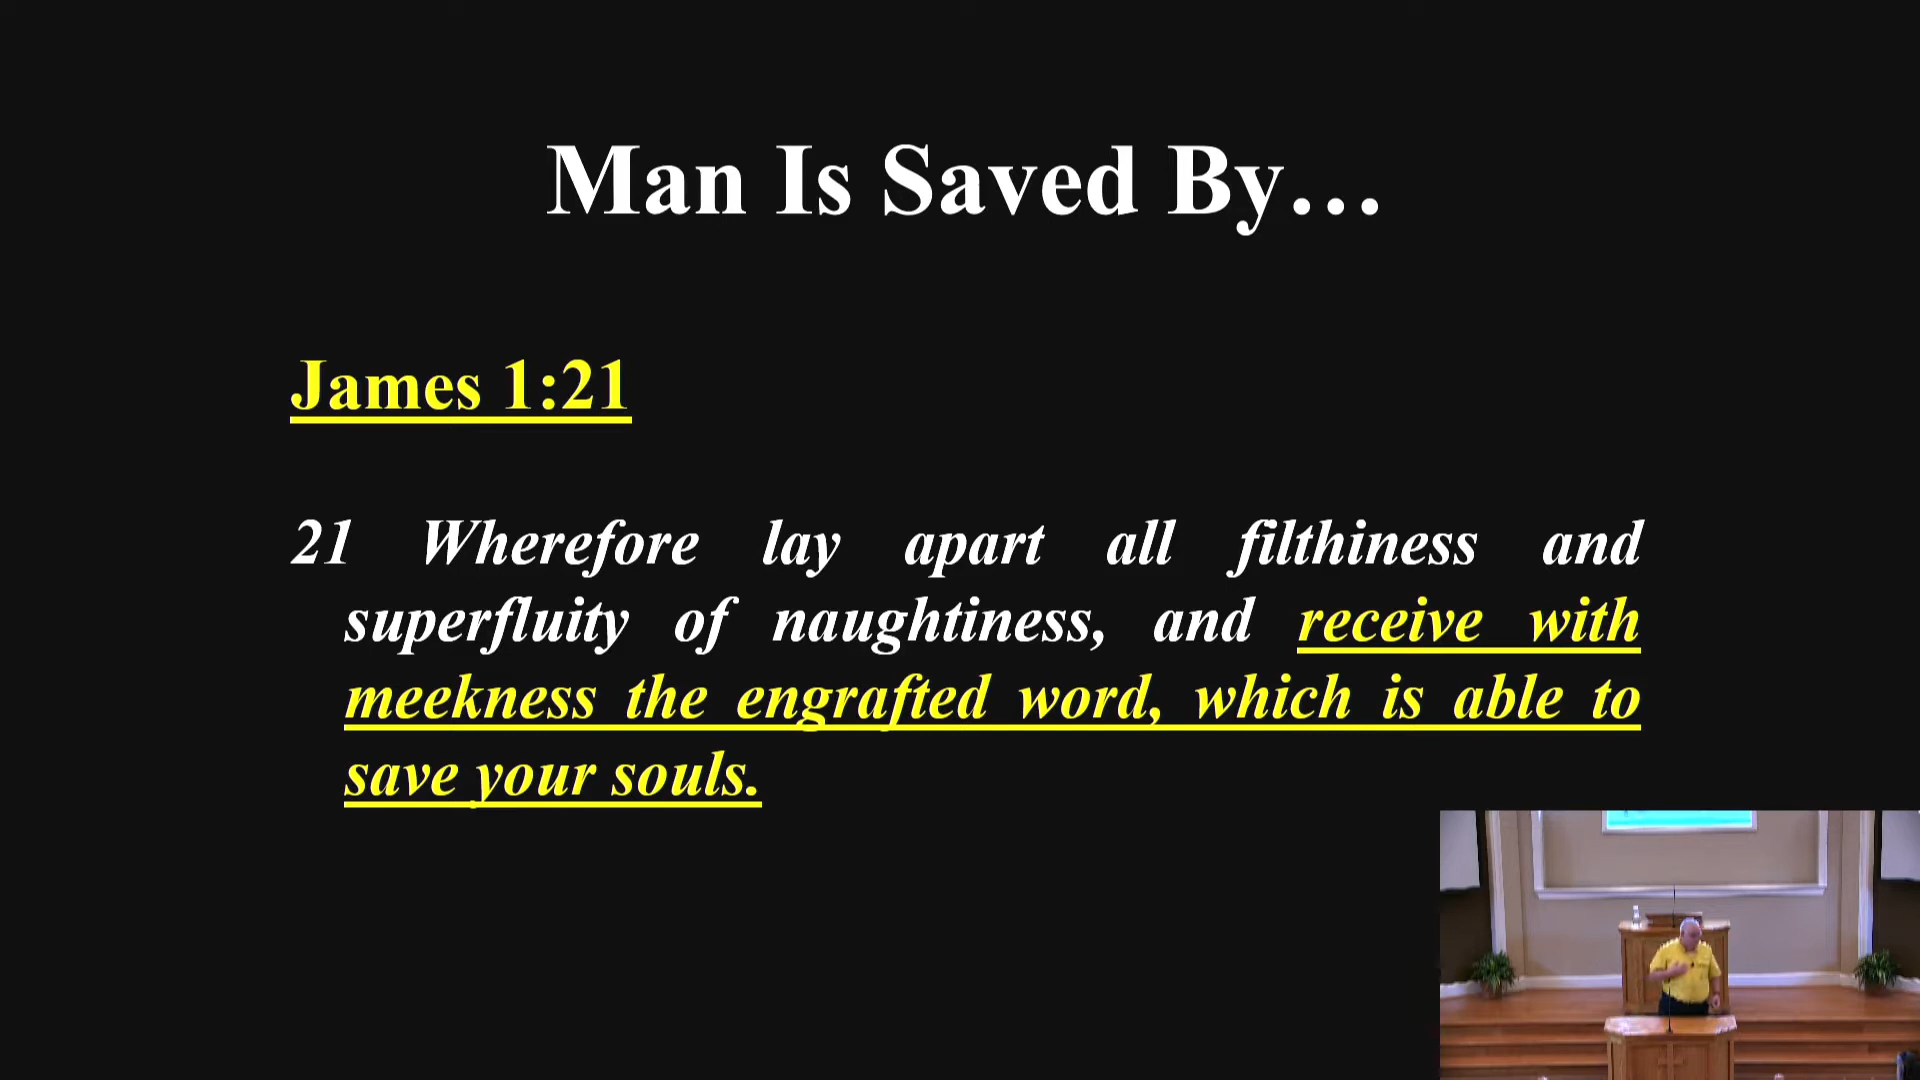 Man Is Saved By…
James 1:21
21 Wherefore lay apart all filthiness and
superfluity of naughtiness, and receive with
meekness the engrafted word, which is able to
save your souls.